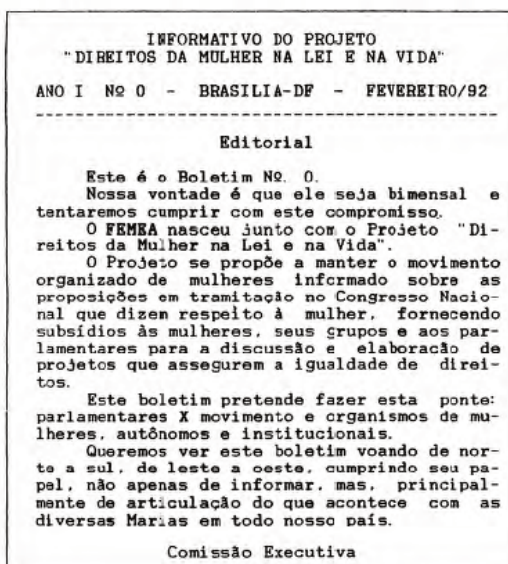 INFORMATIVO DO PROJETO
"DIREITOS DA MULHER NA LEI E NA VIDA"
ANO I Nº 0 - BRASILIA-DF - FEVEREIRO/92
Editorial
Este é o Boletim Nº. 0.
Nossa vontade é que ele seja bimensal e
tentaremos cumprir com este compromisso.
O FEMEA nasceu junto com o Projeto "Di-
reitos da Mulher na Lei e na Vida".
O Projeto se propõe a manter o movimento
organizado de mulheres informado sobre as
proposições em tramitação no Congresso Nacio-
nal que dizem respeito à mulher, fornecendo
subsídios às mulheres, seus grupos e aos par-
lamentares para a discussão e elaboração de
projetos que assegurem a igualdade de direi-
tos.
Este boletim pretende fazer esta ponte:
parlamentares X movimento e organismos de mu-
lheres, autônomos e institucionais.
Queremos ver este boletim voando de nor-
te a sul, de leste a oeste, cumprindo seu pa-
pel, não apenas de informar, mas, principal-
mente de articulação do que acontece com as
diversas Marias em todo nosso país.
Comissão Executiva